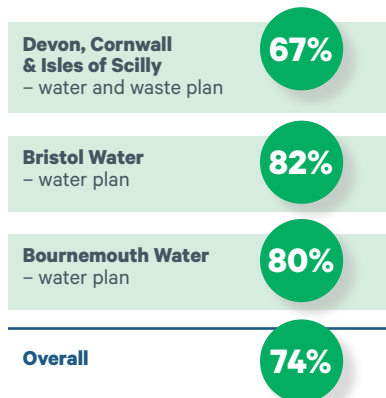 Devon, Cornwall
& Isles of Scilly
– water and waste plan
67%
Bristol Water
– water plan
82%
Bournemouth Water
– water plan
80%
Overall
74%